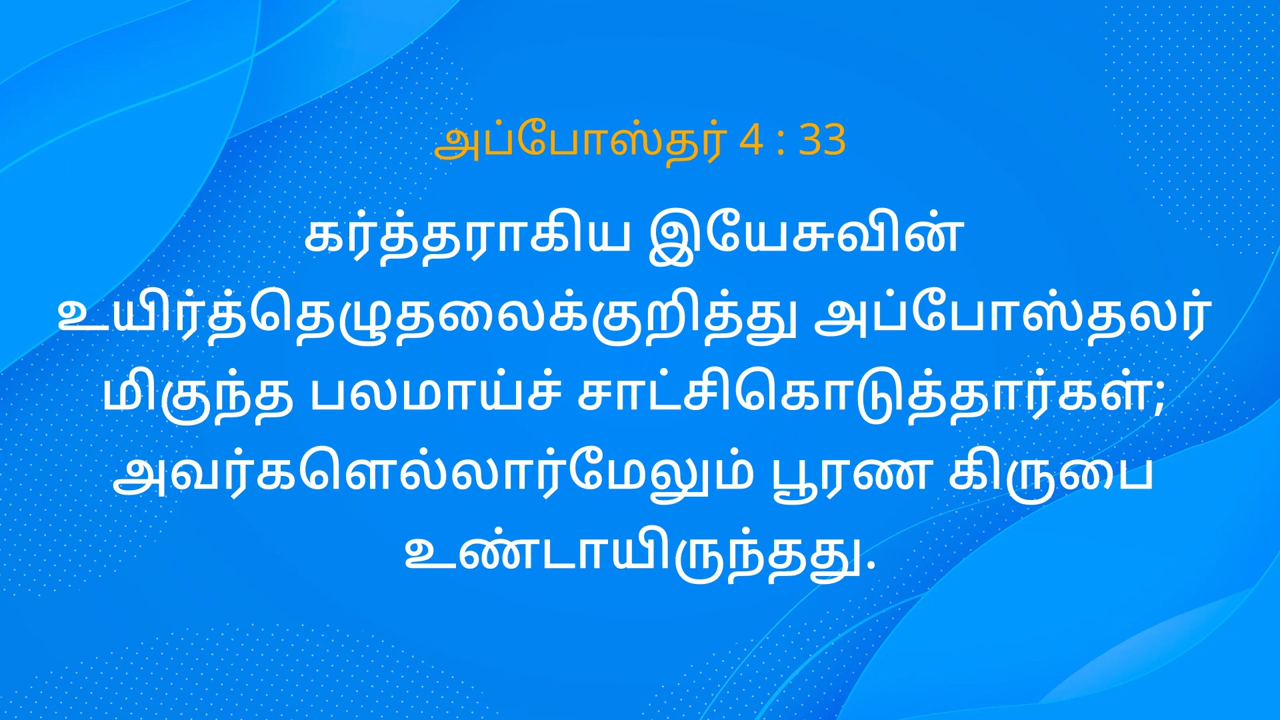 அப்போஸ்தர் 4 : 33
கர்த்தராகிய இயேசுவின்
உயிர்த்தெழுதலைக்குறித்து அப்போஸ்தலர்
மிகுந்த பலமாய்ச் சாட்சிகொடுத்தார்கள்;
அவர்களெல்லார்மேலும் பூரண கிருபை
உண்டாயிருந்தது.